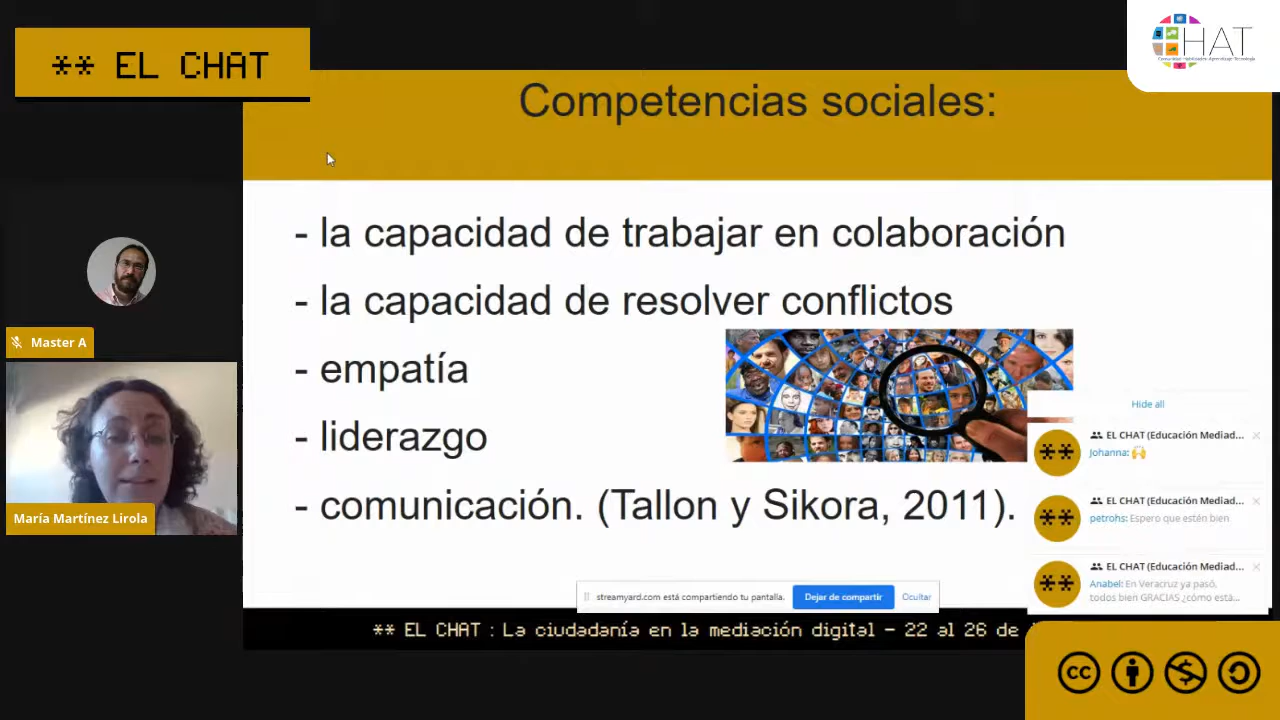 ** EL CHAT
HAT
Competencias sociales:
- la capacidad de trabajar en colaboración
- la capacidad de resolver conflictos
- empatía
- liderazgo
- comunicación. (Tallon y Sikora, 2011).
Master A
María Martínez Lirola
Hide all
EL CHAT (Educación Mediad...
Johanna: 🙌
EL CHAT (Educación Mediad...
petrohs: Espero que estén bien
EL CHAT (Educación Mediad...
Anabel: En Veracruz ya pasó,
todos bien GRACIAS ¿cómo está...
streamyard.com está compartiendo tu pantalla.
Dejar de compartir
Ocultar
** EL CHAT : La ciudadanía en la mediación digital – 22 al 26 de
CC